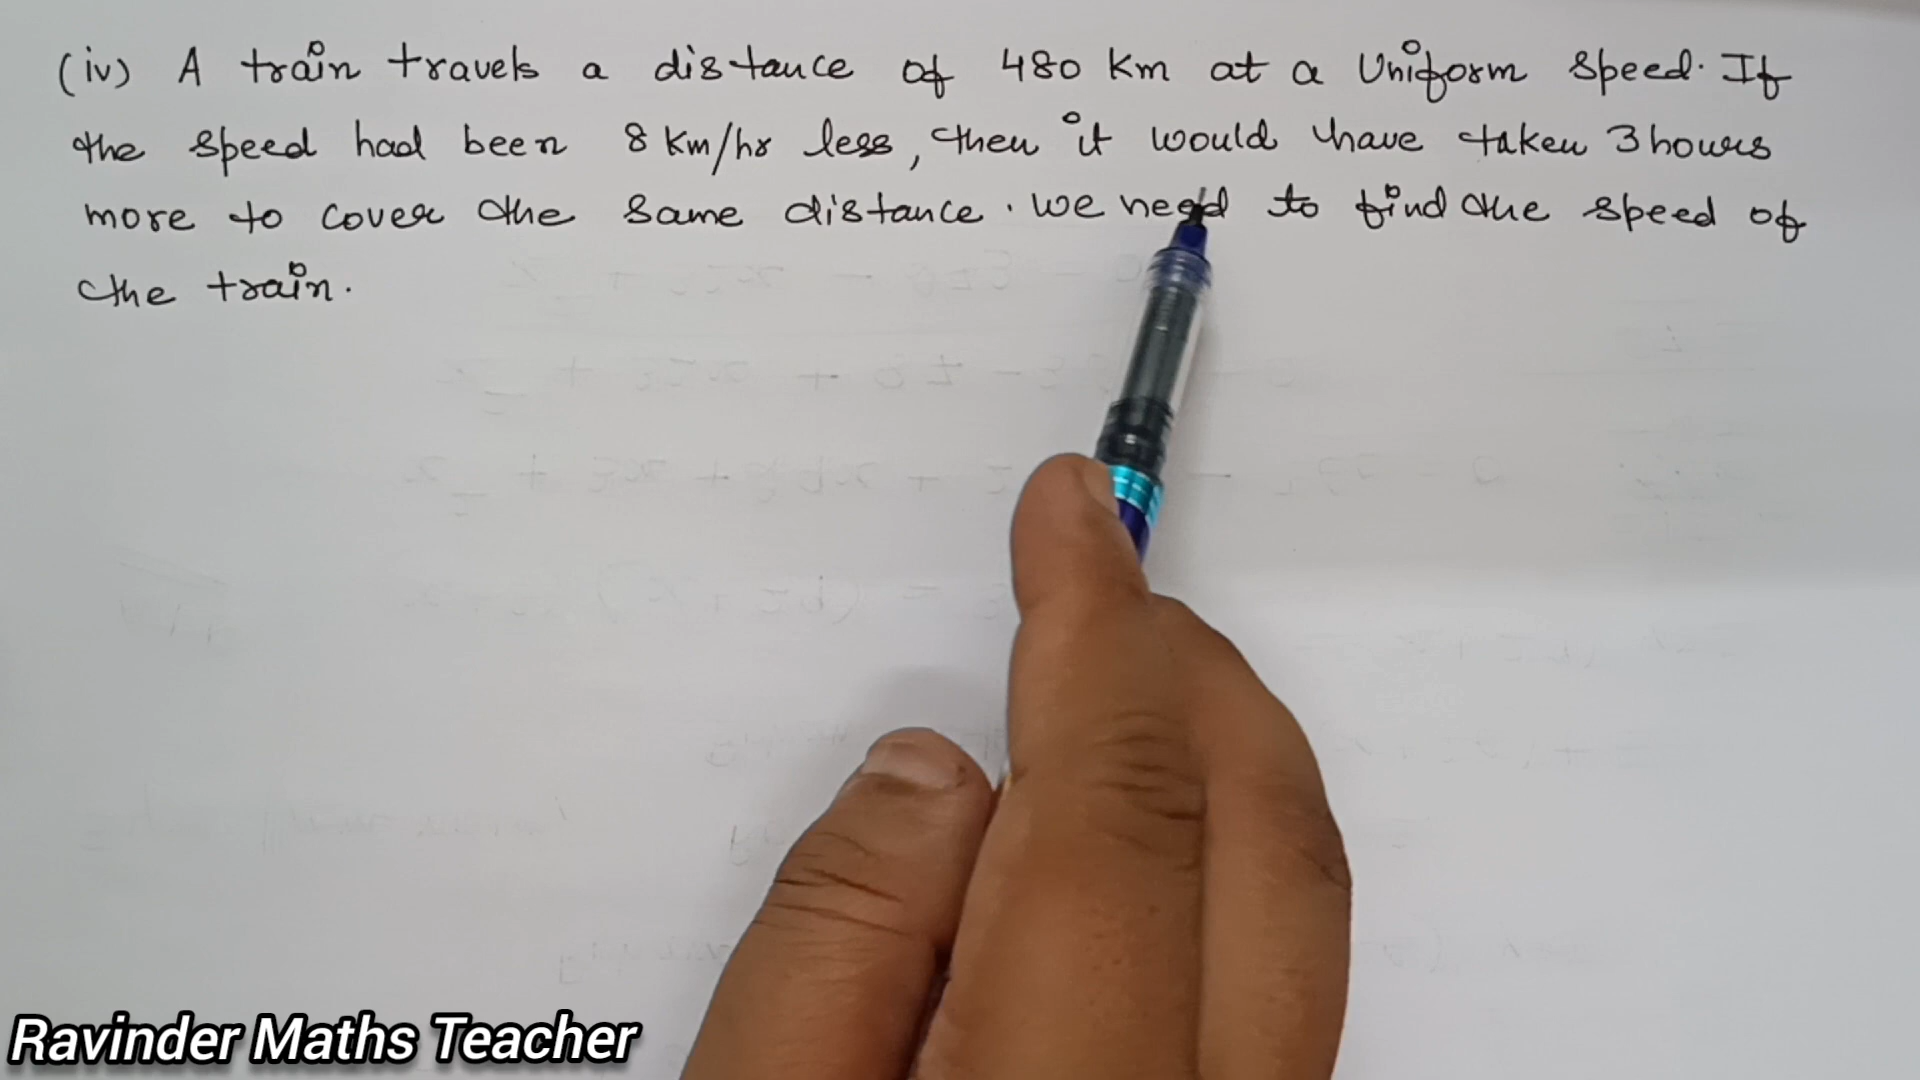 (iv) A train travels a distance of 480 km at a Uniform speed. If
the speed had been 8 km/hr less, then it would have taken 3 hours
more to cover the same distance. We need to find the speed of
the train.
Ravinder Maths Teacher